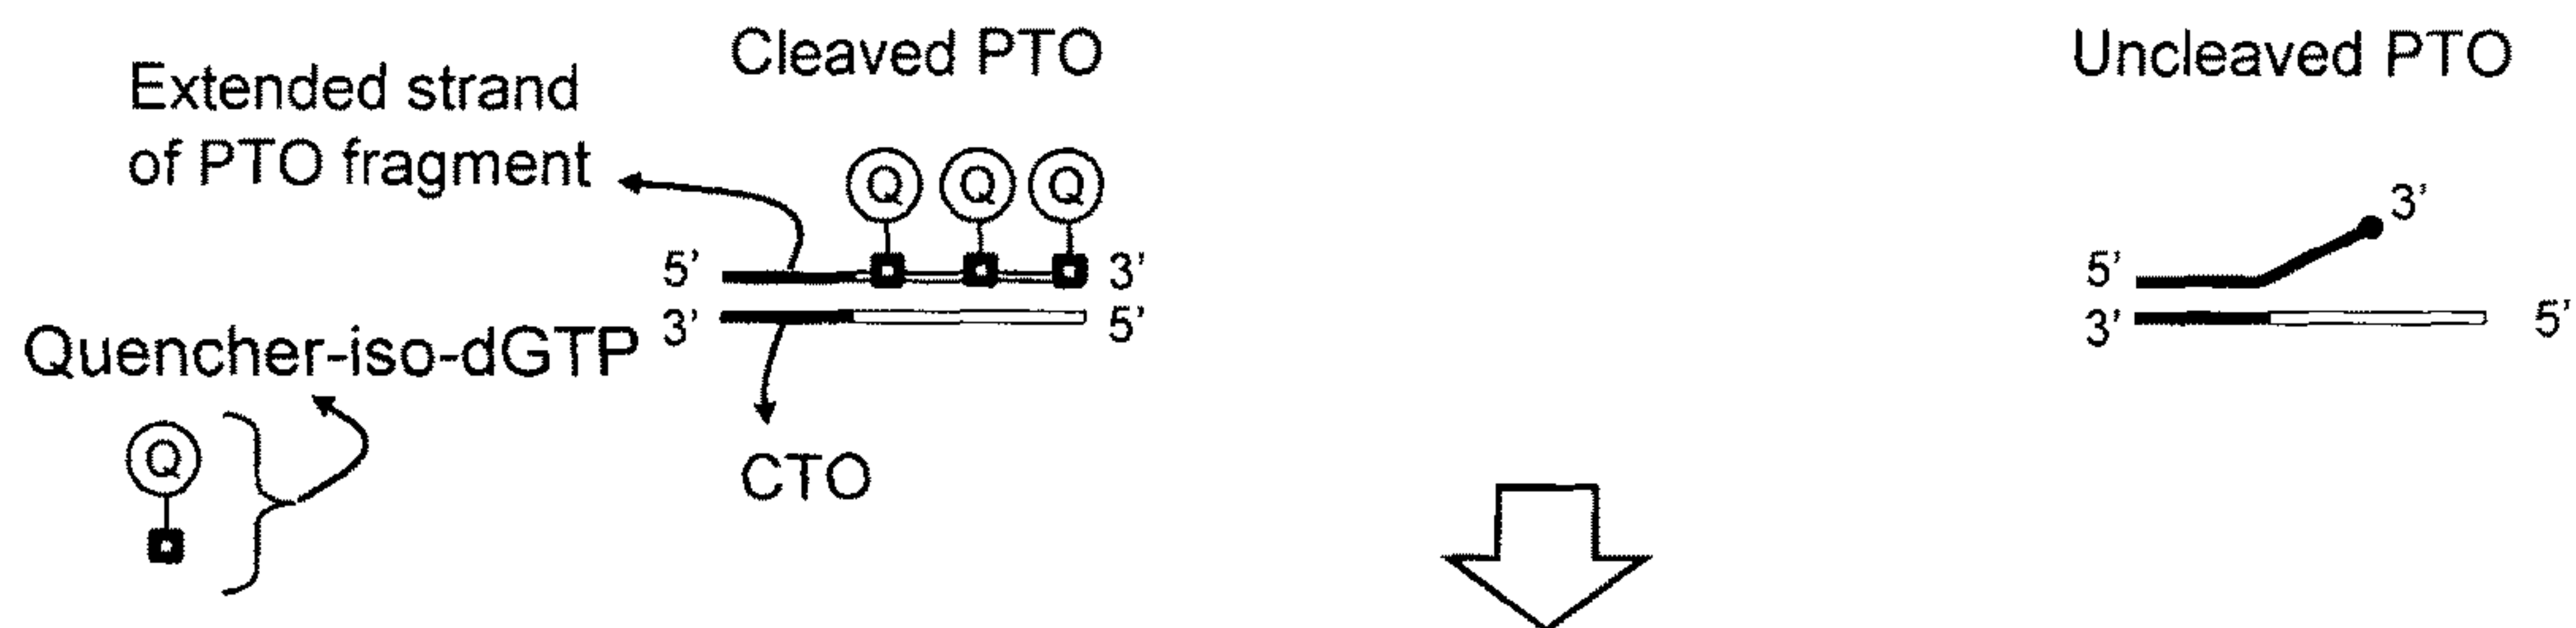 Cleaved PTO
Uncleaved PTO
Extended strand
of PTO fragment
Q Q Q
5' 3'
3' 5'
3'
5'
3' 5'
Quencher-iso-dGTP
Q
CTO